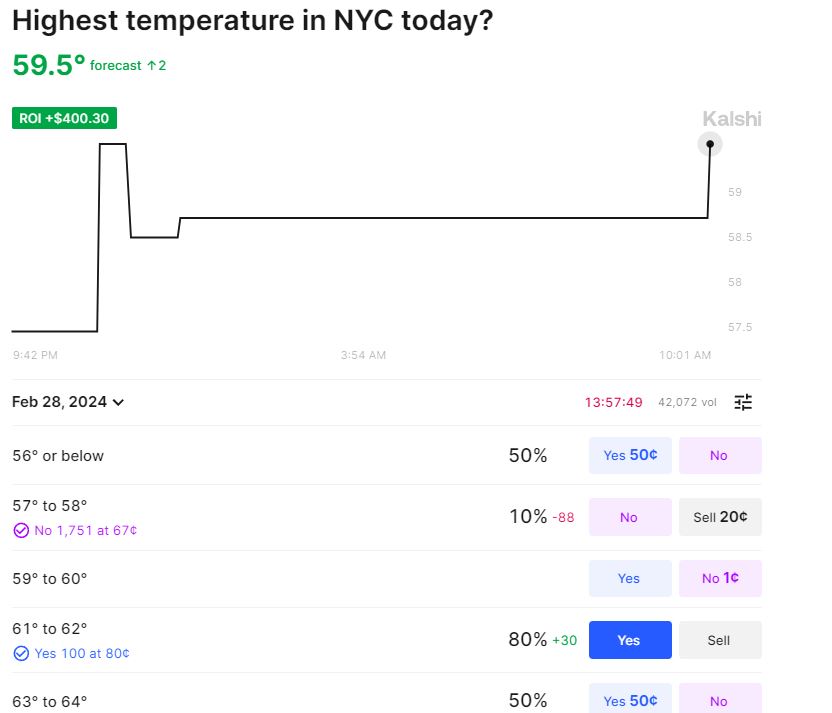 Highest temperature in NYC today?
59.5° forecast ↑2
ROI +$400.30
Kalshi
59
58.5
58
57.5
9:42 PM 3:54 AM 10:01 AM
Feb 28, 2024 13:57:49 42,072 vol
56° or below 50% Yes 50¢ No
57° to 58° 10% -88 No Sell 20¢
No 1,751 at 67¢
59° to 60° Yes No 1¢
61° to 62° 80% +30 Yes Sell
Yes 100 at 80¢
63° to 64° 50% Yes 50¢ No